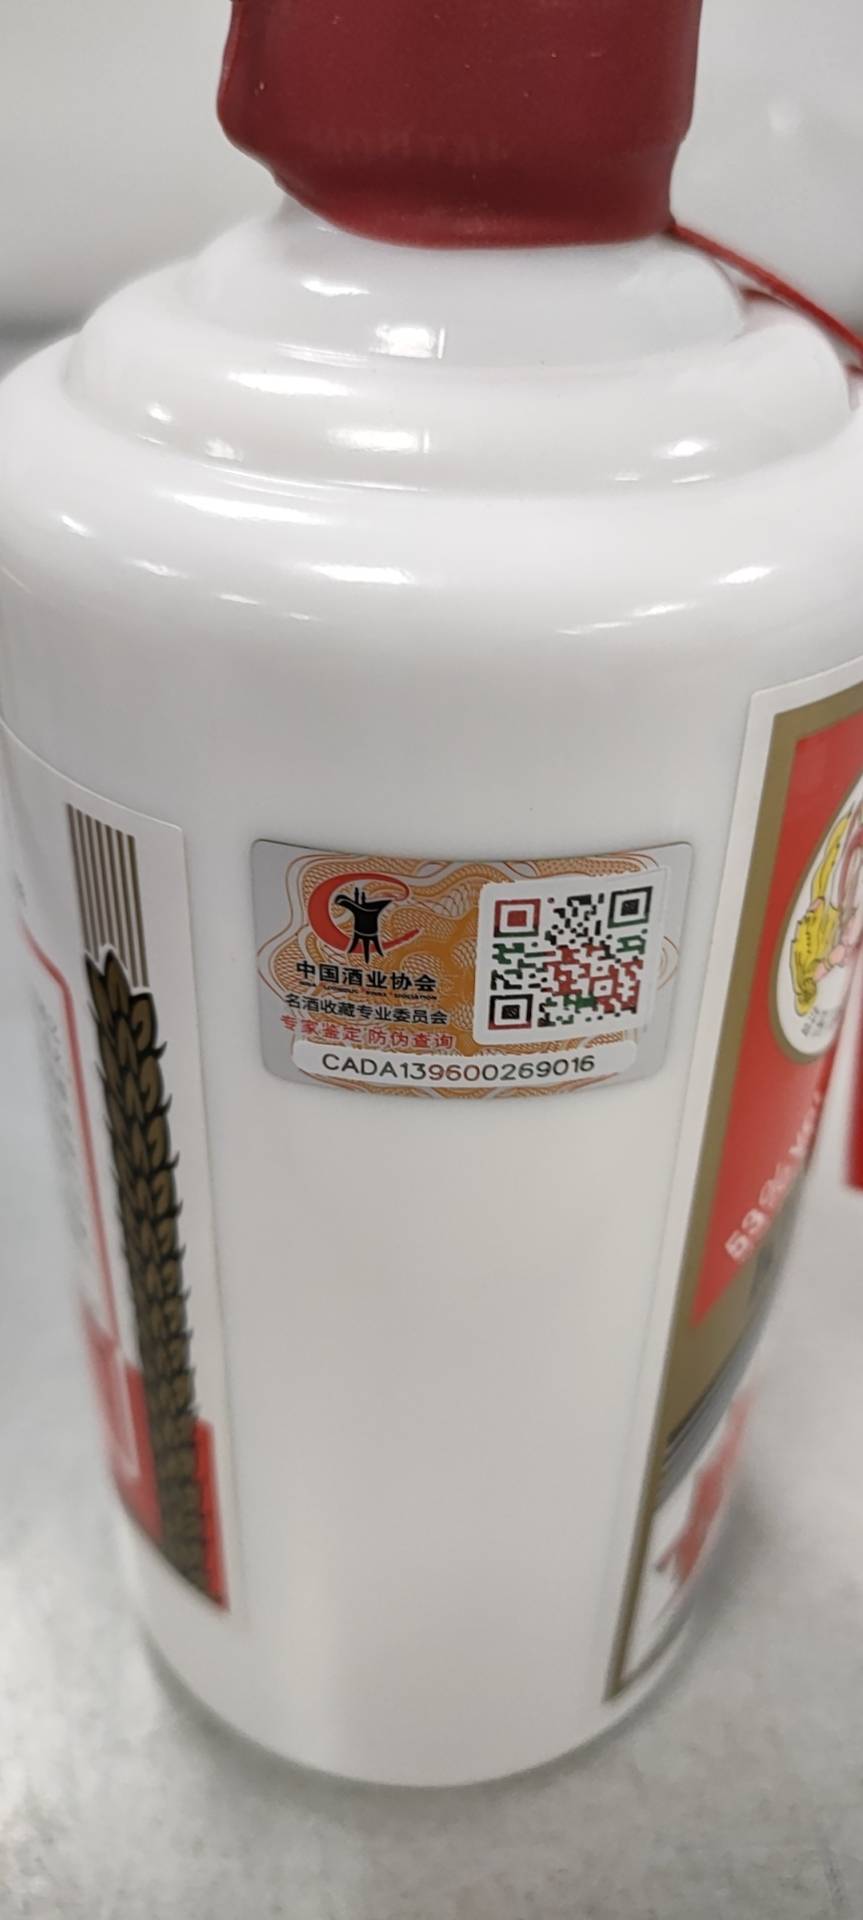 中国酒业协会
名酒收藏专业委员会
专家鉴定 防伪查询
CADA139600269016
53%